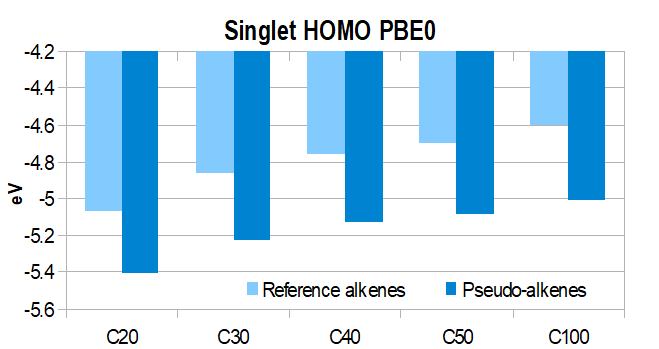 Singlet HOMO PBE0
-4.2
-4.4
-4.6
-4.8
-5
-5.2
-5.4
-5.6
eV
Reference alkenes Pseudo-alkenes
C20 C30 C40 C50 C100